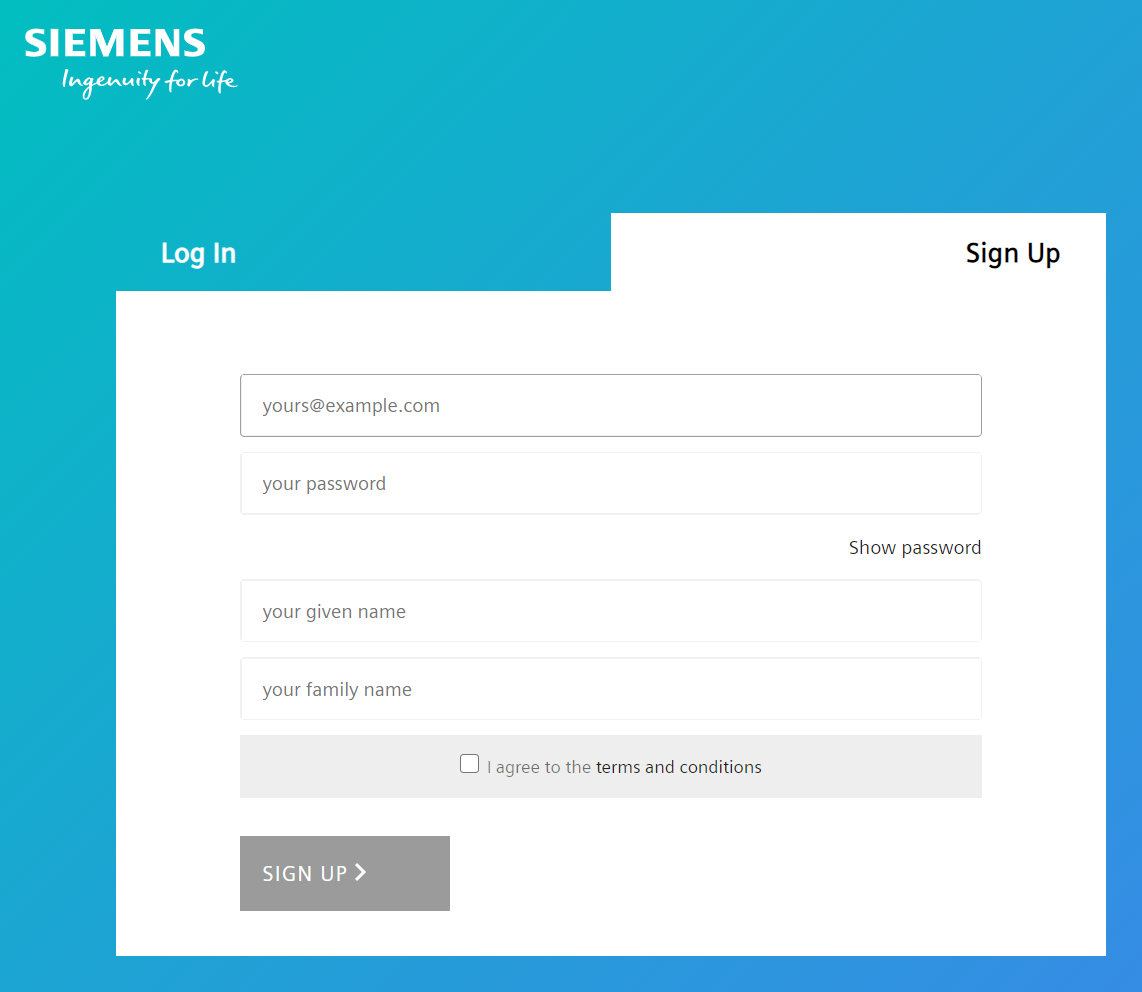 SIEMENS
Ingenuity for life
Log In
Sign Up
yours@example.com
your password
Show password
your given name
your family name
I agree to the terms and conditions
SIGN UP